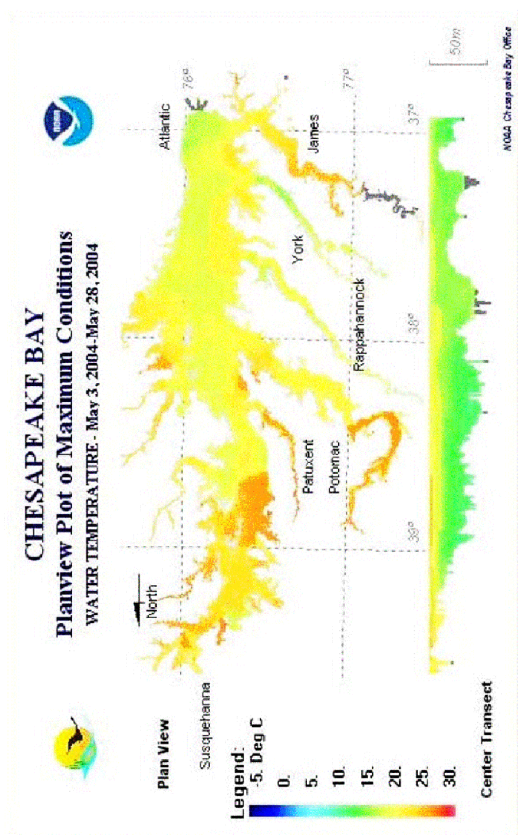 CHESAPEAKE BAY
Planview Plot of Maximum Conditions
WATER TEMPERATURE - May 3, 2004-May 28, 2004
North
Plan View
Susquehanna
Atlantic
76°
77°
37°
38°
39°
James
York
Rappahannock
Potomac
Patuxent
50m
Legend:
-5. Deg C
0.
5.
10.
15.
20.
25.
30.
Center Transect
NOAA Chesapeake Bay Office